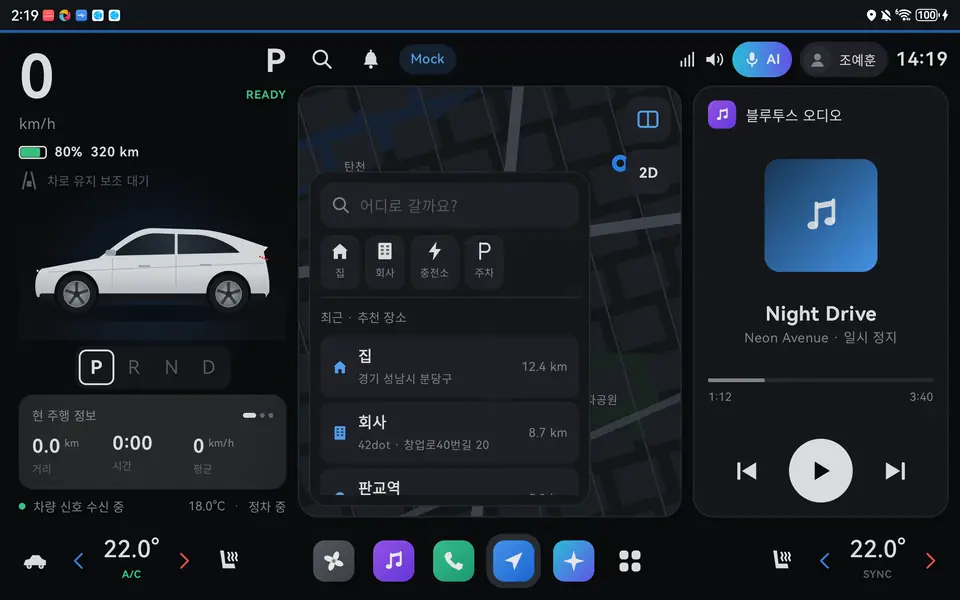 2:19
100
0
P
READY
km/h
80% 320 km
차로 유지 보조 대기
P R N D
현 주행 정보
0.0 km
0:00
0 km/h
거리
시간
평균
차량 신호 수신 중
18.0°C · 정차 중
Mock
AI
조예훈
14:19
탄천
2D
어디로 갈까요?
집
회사
충전소
주차
최근 · 추천 장소
집
경기 성남시 분당구
12.4 km
회사
42dot · 창업로40번길 20
8.7 km
판교역
공원
블루투스 오디오
Night Drive
Neon Avenue · 일시 정지
1:12
3:40
22.0°
A/C
22.0°
SYNC